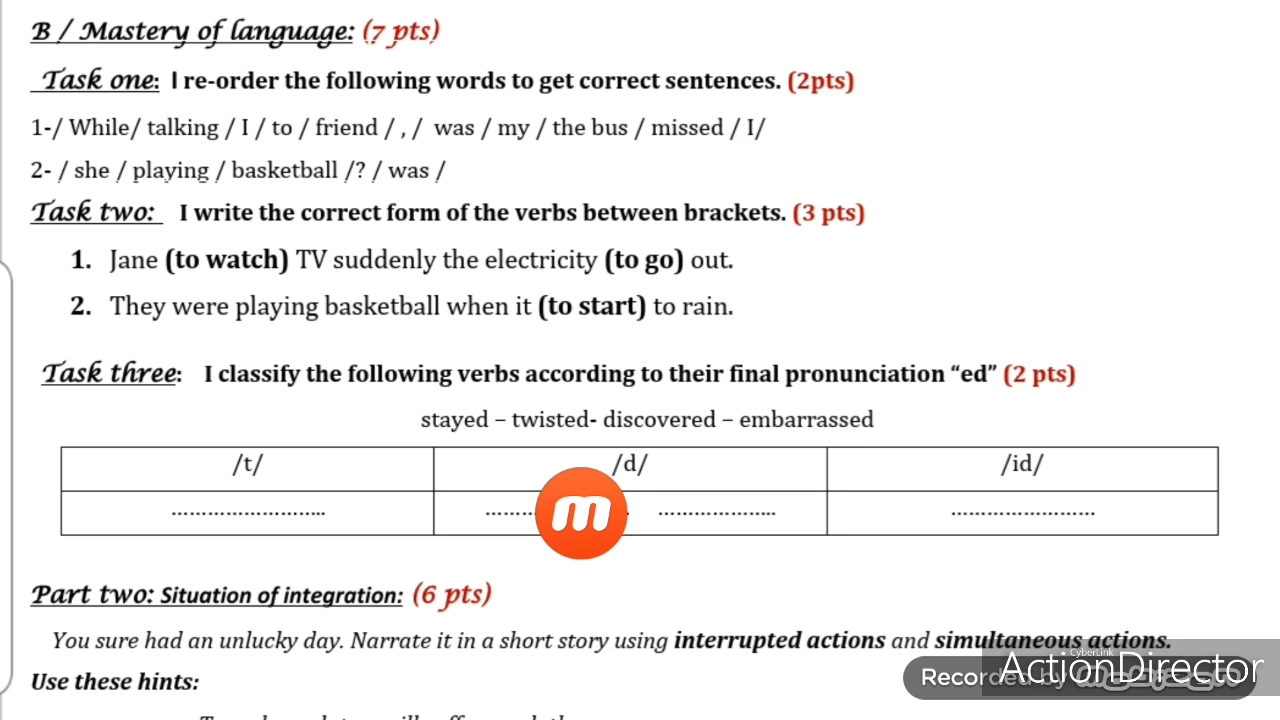 B / Mastery of language: (7 pts)
Task one: I re-order the following words to get correct sentences. (2pts)
1-/ While/ talking / I / to / friend / , / was / my / the bus / missed / I/
2- / she / playing / basketball /? / was /
Task two: I write the correct form of the verbs between brackets. (3 pts)
1. Jane (to watch) TV suddenly the electricity (to go) out.
2. They were playing basketball when it (to start) to rain.
Task three: I classify the following verbs according to their final pronunciation “ed” (2 pts)
stayed – twisted- discovered – embarrassed
/t/ /d/ /id/
m
Part two: Situation of integration: (6 pts)
You sure had an unlucky day. Narrate it in a short story using interrupted actions and simultaneous actions.
CyberLink
ActionDirector
Recorded by
Use these hints: